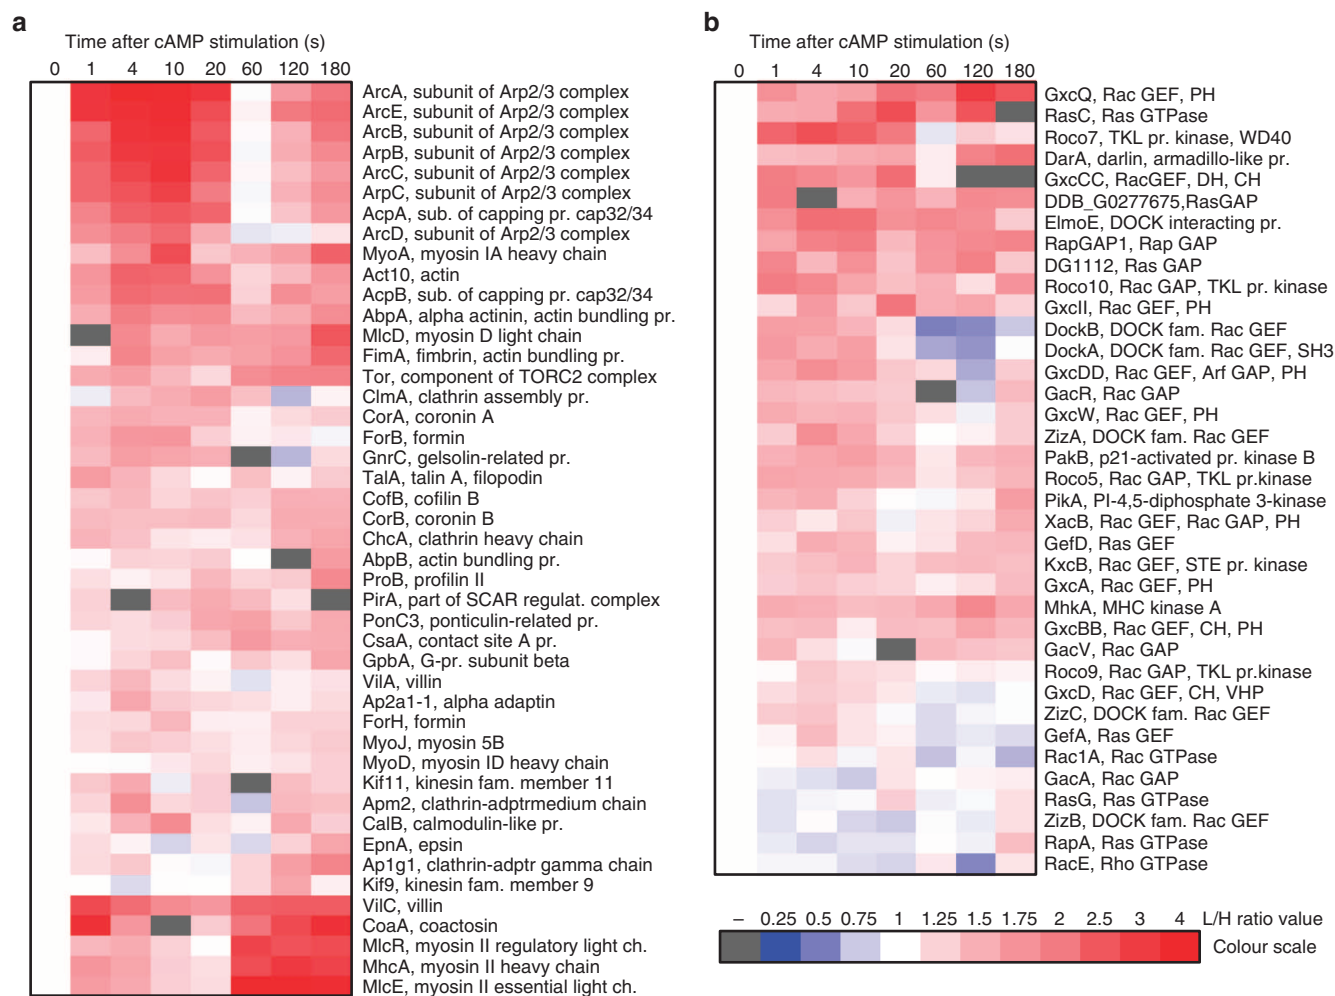 a
Time after cAMP stimulation (s)
0 1 4 10 20 60 120 180
ArcA, subunit of Arp2/3 complex
ArcE, subunit of Arp2/3 complex
ArcB, subunit of Arp2/3 complex
ArpB, subunit of Arp2/3 complex
ArcC, subunit of Arp2/3 complex
ArpC, subunit of Arp2/3 complex
AcpA, sub. of capping pr. cap32/34
ArcD, subunit of Arp2/3 complex
MyoA, myosin IA heavy chain
Act10, actin
AcpB, sub. of capping pr. cap32/34
AbpA, alpha actinin, actin bundling pr.
MlcD, myosin D light chain
FimA, fimbrin, actin bundling pr.
Tor, component of TORC2 complex
ClmA, clathrin assembly pr.
CorA, coronin A
ForB, formin
GnrC, gelsolin-related pr.
TalA, talin A, filopodin
CofB, cofilin B
CorB, coronin B
ChcA, clathrin heavy chain
AbpB, actin bundling pr.
ProB, profilin II
PirA, part of SCAR regulat. complex
PonC3, ponticulin-related pr.
CsaA, contact site A pr.
GpbA, G-pr. subunit beta
VilA, villin
Ap2a1-1, alpha adaptin
ForH, formin
MyoJ, myosin 5B
MyoD, myosin ID heavy chain
Kif11, kinesin fam. member 11
Apm2, clathrin-adptrmedium chain
CalB, calmodulin-like pr.
EpnA, epsin
Ap1g1, clathrin-adptr gamma chain
Kif9, kinesin fam. member 9
VilC, villin
CoaA, coactosin
MlcR, myosin II regulatory light ch.
MhcA, myosin II heavy chain
MlcE, myosin II essential light ch.
b
Time after cAMP stimulation (s)
0 1 4 10 20 60 120 180
GxcQ, Rac GEF, PH
RasC, Ras GTPase
Roco7, TKL pr. kinase, WD40
DarA, darlin, armadillo-like pr.
GxcCC, RacGEF, DH, CH
DDB_G0277675,RasGAP
ElmoE, DOCK interacting pr.
RapGAP1, Rap GAP
DG1112, Ras GAP
Roco10, Rac GAP, TKL pr. kinase
GxcII, Rac GEF, PH
DockB, DOCK fam. Rac GEF
DockA, DOCK fam. Rac GEF, SH3
GxcDD, Rac GEF, Arf GAP, PH
GacR, Rac GAP
GxcW, Rac GEF, PH
ZizA, DOCK fam. Rac GEF
PakB, p21-activated pr. kinase B
Roco5, Rac GAP, TKL pr.kinase
PikA, PI-4,5-diphosphate 3-kinase
XacB, Rac GEF, Rac GAP, PH
GefD, Ras GEF
KxcB, Rac GEF, STE pr. kinase
GxcA, Rac GEF, PH
MhkA, MHC kinase A
GxcBB, Rac GEF, CH, PH
GacV, Rac GAP
Roco9, Rac GAP, TKL pr.kinase
GxcD, Rac GEF, CH, VHP
ZizC, DOCK fam. Rac GEF
GefA, Ras GEF
Rac1A, Rac GTPase
GacA, Rac GAP
RasG, Ras GTPase
ZizB, DOCK fam. Rac GEF
RapA, Ras GTPase
RacE, Rho GTPase
– 0.25 0.5 0.75 1 1.25 1.5 1.75 2 2.5 3 4 L/H ratio value
Colour scale